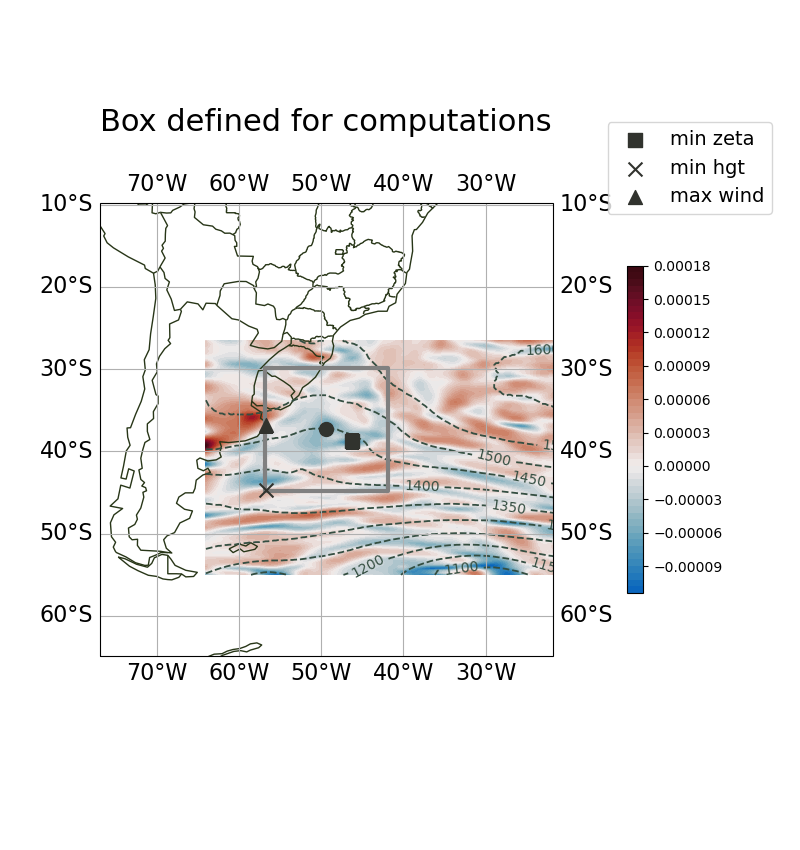 Box defined for computations
min zeta
min hgt
max wind
70°W 60°W 50°W 40°W 30°W
10°S 10°S
20°S 20°S
30°S 30°S
40°S 40°S
50°S 50°S
60°S 60°S
70°W 60°W 50°W 40°W 30°W
1500
1450
1400
1350
1200
1100
0.00018
0.00015
0.00012
0.00009
0.00006
0.00003
0.00000
−0.00003
−0.00006
−0.00009